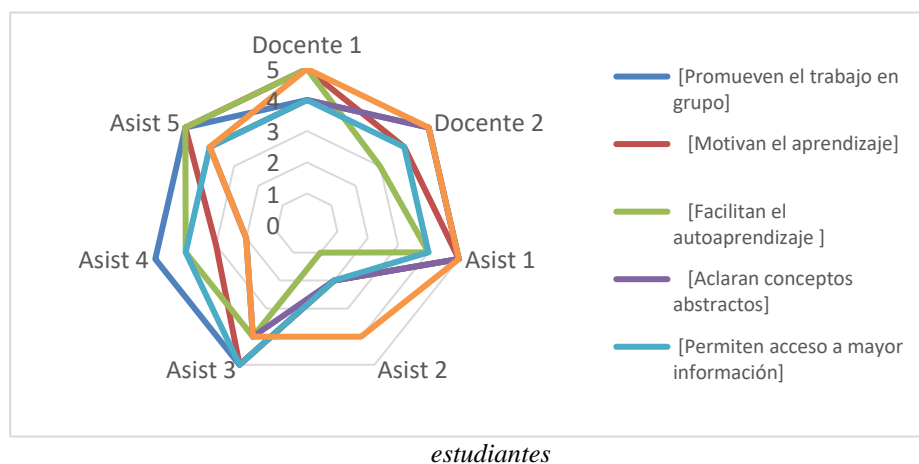 Docente 1
Docente 2
Asist 1
Asist 2
Asist 3
Asist 4
Asist 5
5
4
3
2
1
0
[Promueven el trabajo en
grupo]
[Motivan el aprendizaje]
[Facilitan el
autoaprendizaje ]
[Aclaran conceptos
abstractos]
[Permiten acceso a mayor
información]
estudiantes